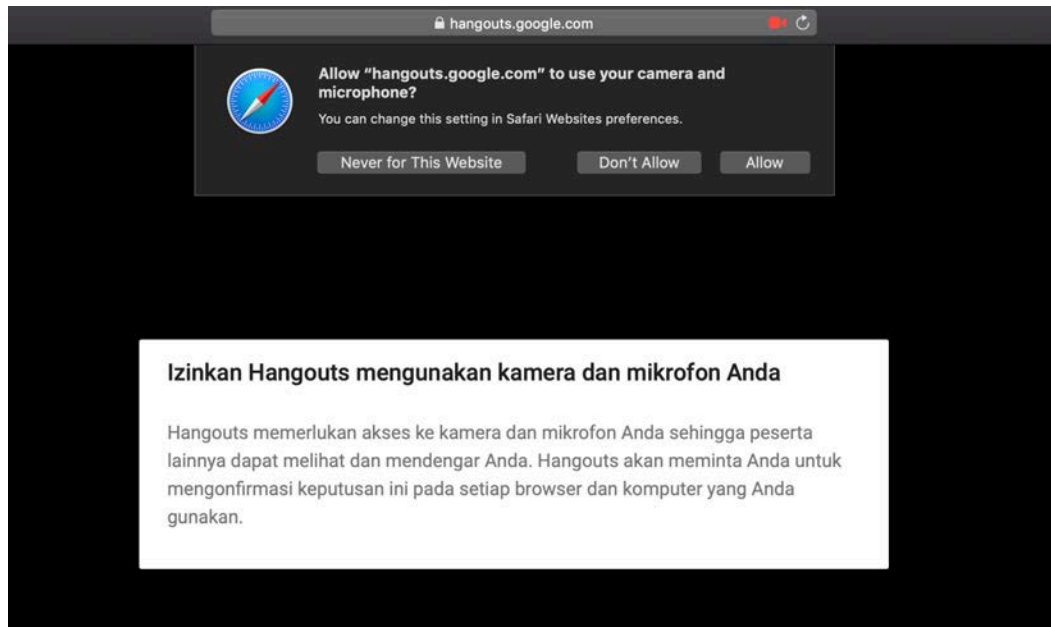 hangouts.google.com
Allow “hangouts.google.com” to use your camera and
microphone?
You can change this setting in Safari Websites preferences.
Never for This Website
Don’t Allow
Allow
Izinkan Hangouts mengunakan kamera dan mikrofon Anda
Hangouts memerlukan akses ke kamera dan mikrofon Anda sehingga peserta
lainnya dapat melihat dan mendengar Anda. Hangouts akan meminta Anda untuk
mengonfirmasi keputusan ini pada setiap browser dan komputer yang Anda
gunakan.